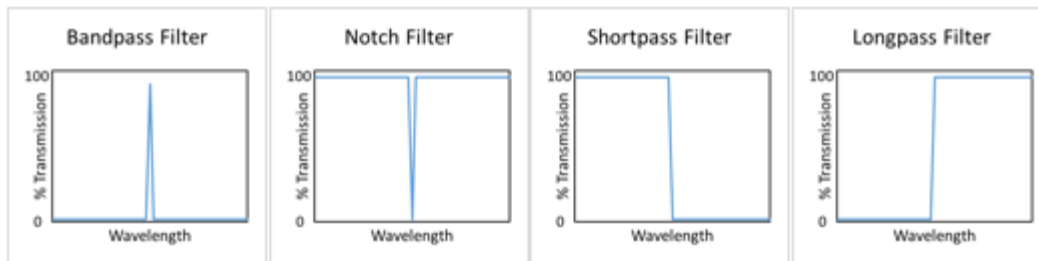 Bandpass Filter
100
% Transmission
0
Wavelength
Notch Filter
100
% Transmission
0
Wavelength
Shortpass Filter
100
% Transmission
0
Wavelength
Longpass Filter
100
% Transmission
0
Wavelength